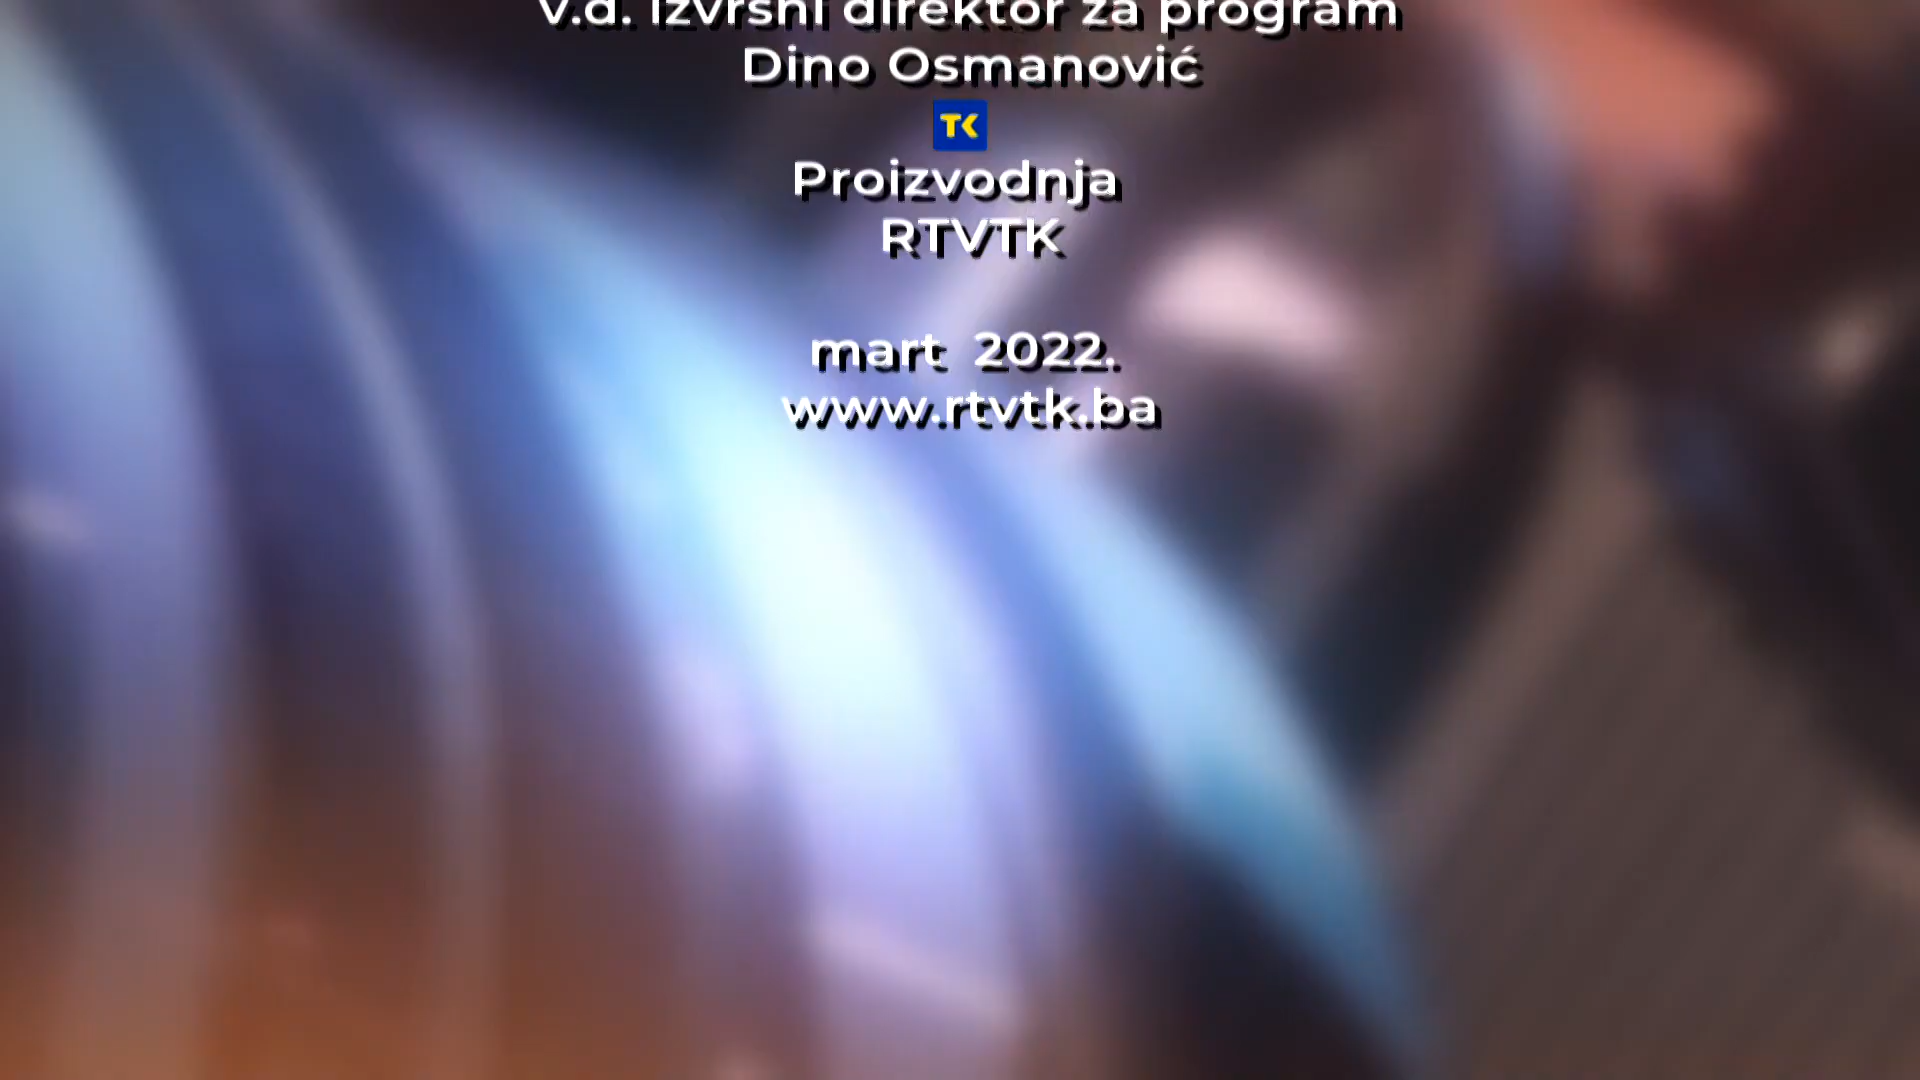 v.d. izvršni direktor za program
Dino Osmanović
TK
Proizvodnja
RTVTK
mart 2022.
www.rtvtk.ba